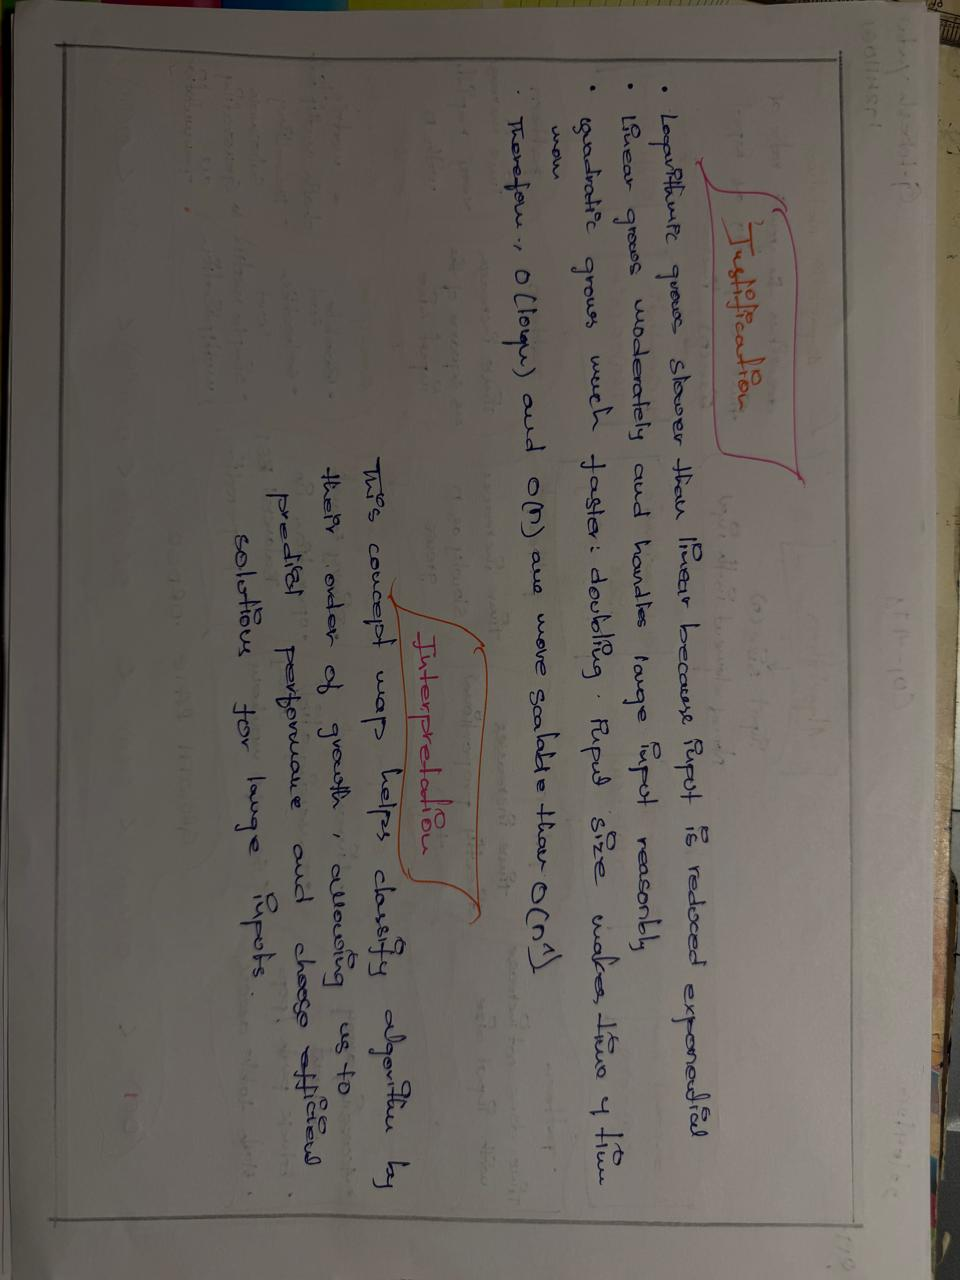 Justification
• Logarithmic grows slower than linear because input is reduced exponential
• linear grows moderately and handles large input reasonbly
• quadratic grows much faster: doubling input size makes time 4 time
more
• Therefore, O(logn) and O(n) are more scalable than O(n²)
Interpretation
This concept map helps classify algorithm by
their order of growth, allowing us to
predict performance and choose efficient
solutions for large inputs.